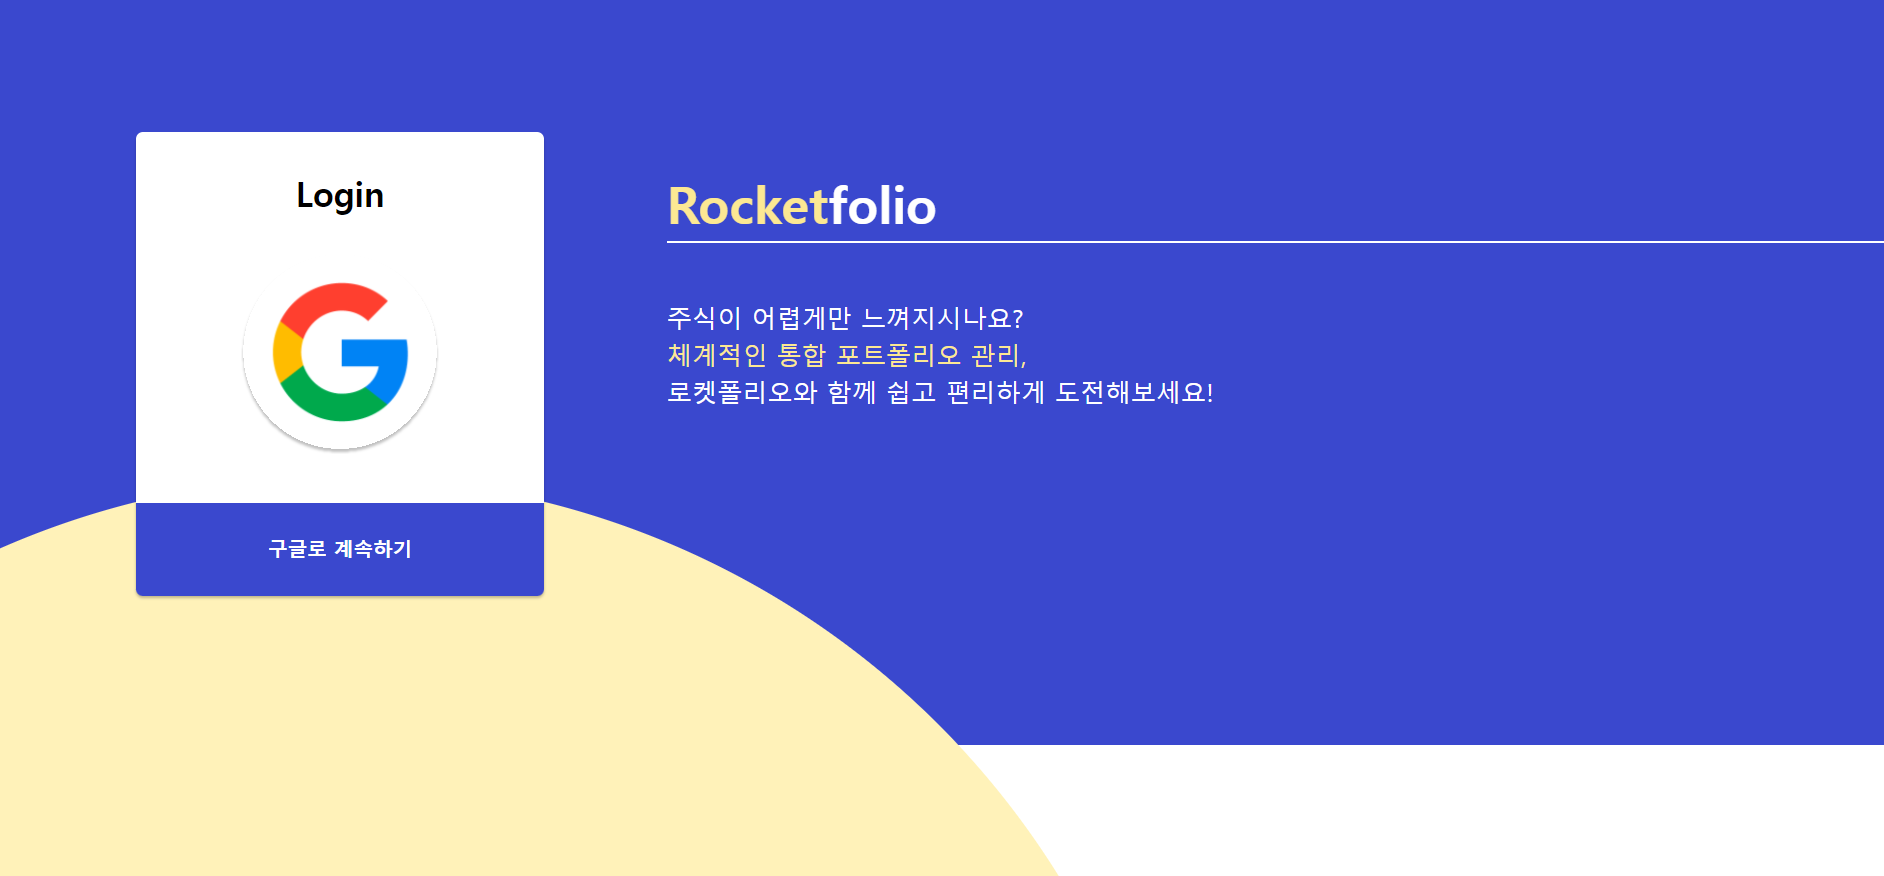 Login
구글로 계속하기
Rocketfolio
주식이 어렵게만 느껴지시나요?
체계적인 통합 포트폴리오 관리,
로켓폴리오와 함께 쉽고 편리하게 도전해보세요!